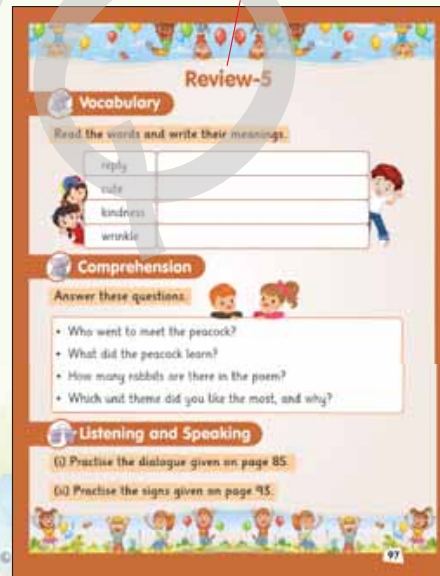 Review-5
Vocabulary
Read the words and write their meanings.
reply
cute
kindness
wrinkle
Comprehension
Answer these questions.
• Who went to meet the peacock?
• What did the peacock learn?
• How many rabbits are there in the poem?
• Which unit theme did you like the most, and why?
Listening and Speaking
(i) Practise the dialogue given on page 85.
(ii) Practise the signs given on page 93.
97